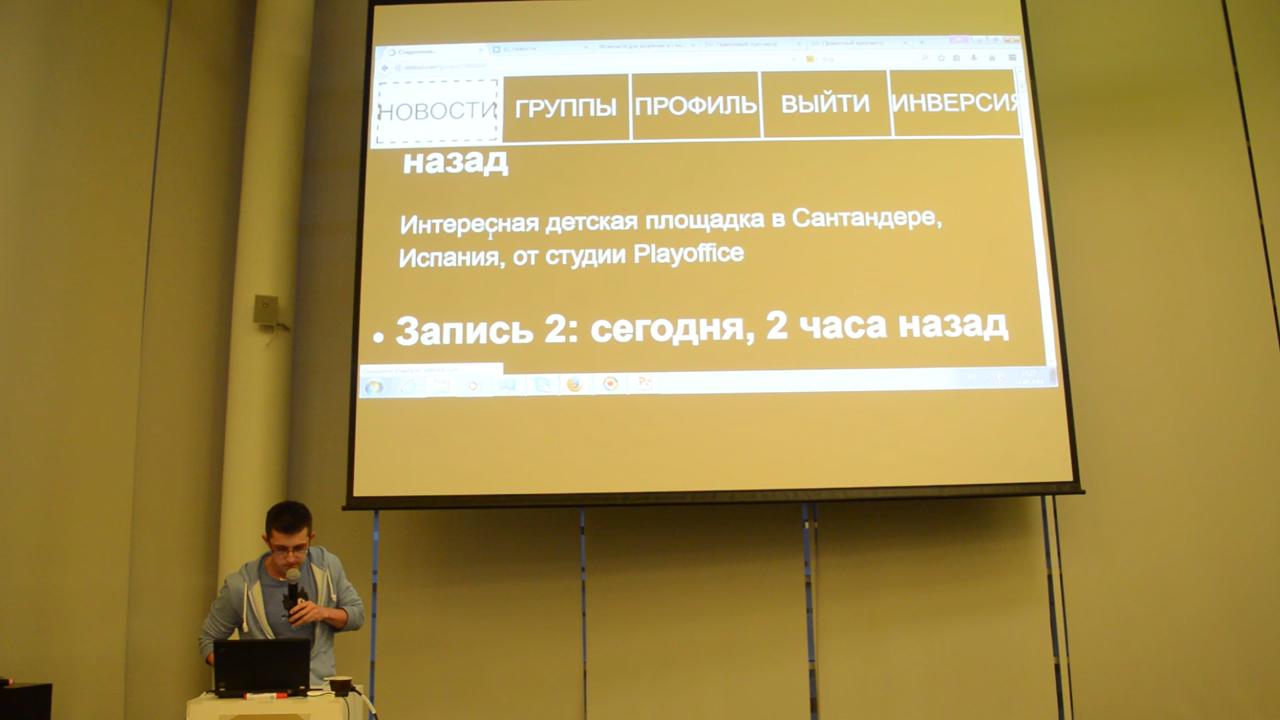 НОВОСТИ
ГРУППЫ
ПРОФИЛЬ
ВЫЙТИ
ИНВЕРСИЯ
назад
Интересная детская площадка в Сантандере,
Испания, от студии Playoffice
• Запись 2: сегодня, 2 часа назад